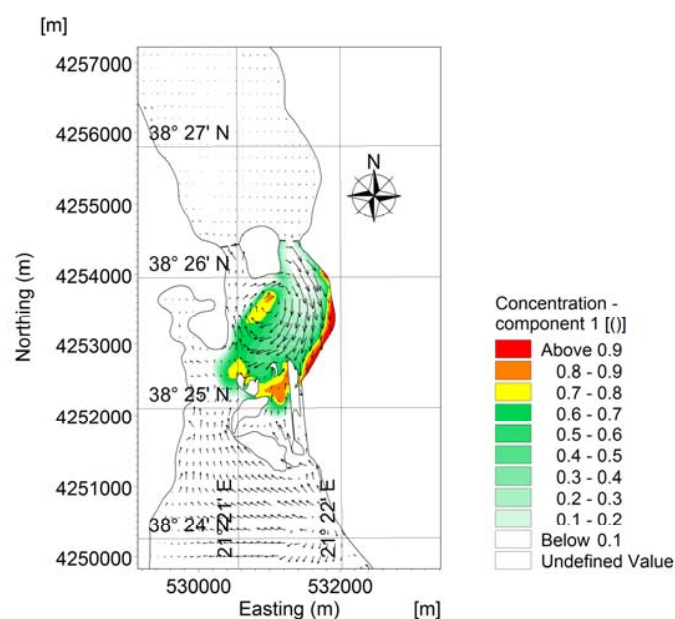 [m]
4257000
38° 27' N
4256000
N
4255000
38° 26' N
4254000
Northing (m)
4253000
38° 25' N
4252000
4251000
21° 21' E
21° 22' E
38° 24' N
4250000
530000
532000
Easting (m)
[m]
Concentration -
component 1 [()]
Above 0.9
0.8 - 0.9
0.7 - 0.8
0.6 - 0.7
0.5 - 0.6
0.4 - 0.5
0.3 - 0.4
0.2 - 0.3
0.1 - 0.2
Below 0.1
Undefined Value